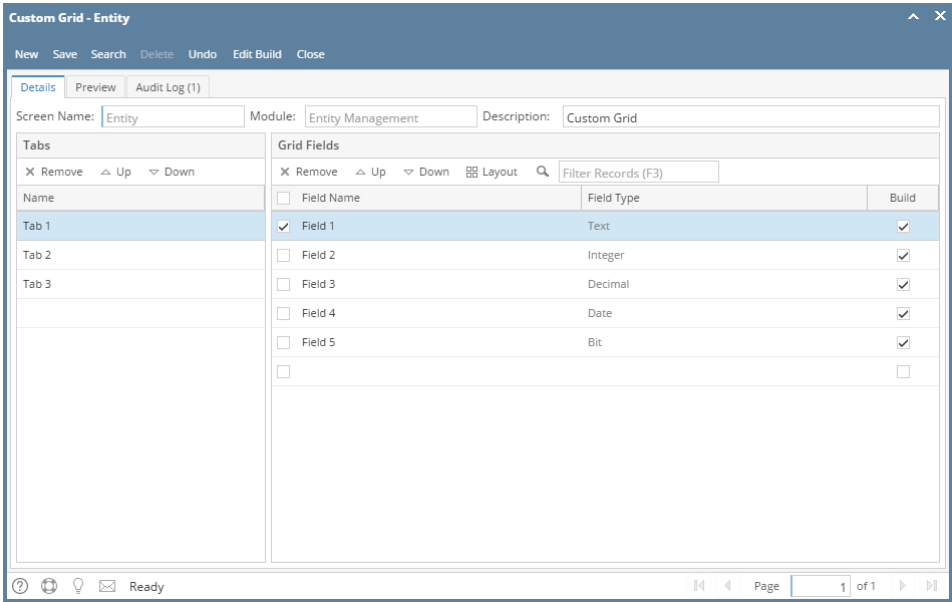 Custom Grid - Entity
New Save Search Delete Undo Edit Build Close
Details Preview Audit Log (1)
Screen Name: Entity Module: Entity Management Description: Custom Grid
Tabs Grid Fields
Remove Up Down Remove Up Down Layout Filter Records (F3)
Name Field Name Field Type Build
Tab 1 Field 1 Text
Tab 2 Field 2 Integer
Tab 3 Field 3 Decimal
Field 4 Date
Field 5 Bit
Ready Page 1 of 1